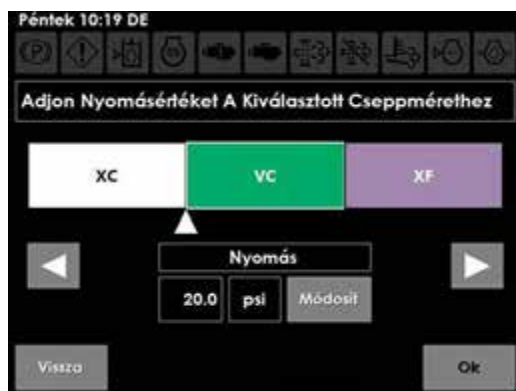 Péntek 10:19 DE
Adjon Nyomásértéket A Kiválasztott Cseppmérethez
XC VC XF
Nyomás
20.0 psi Módosít
Vissza Ok